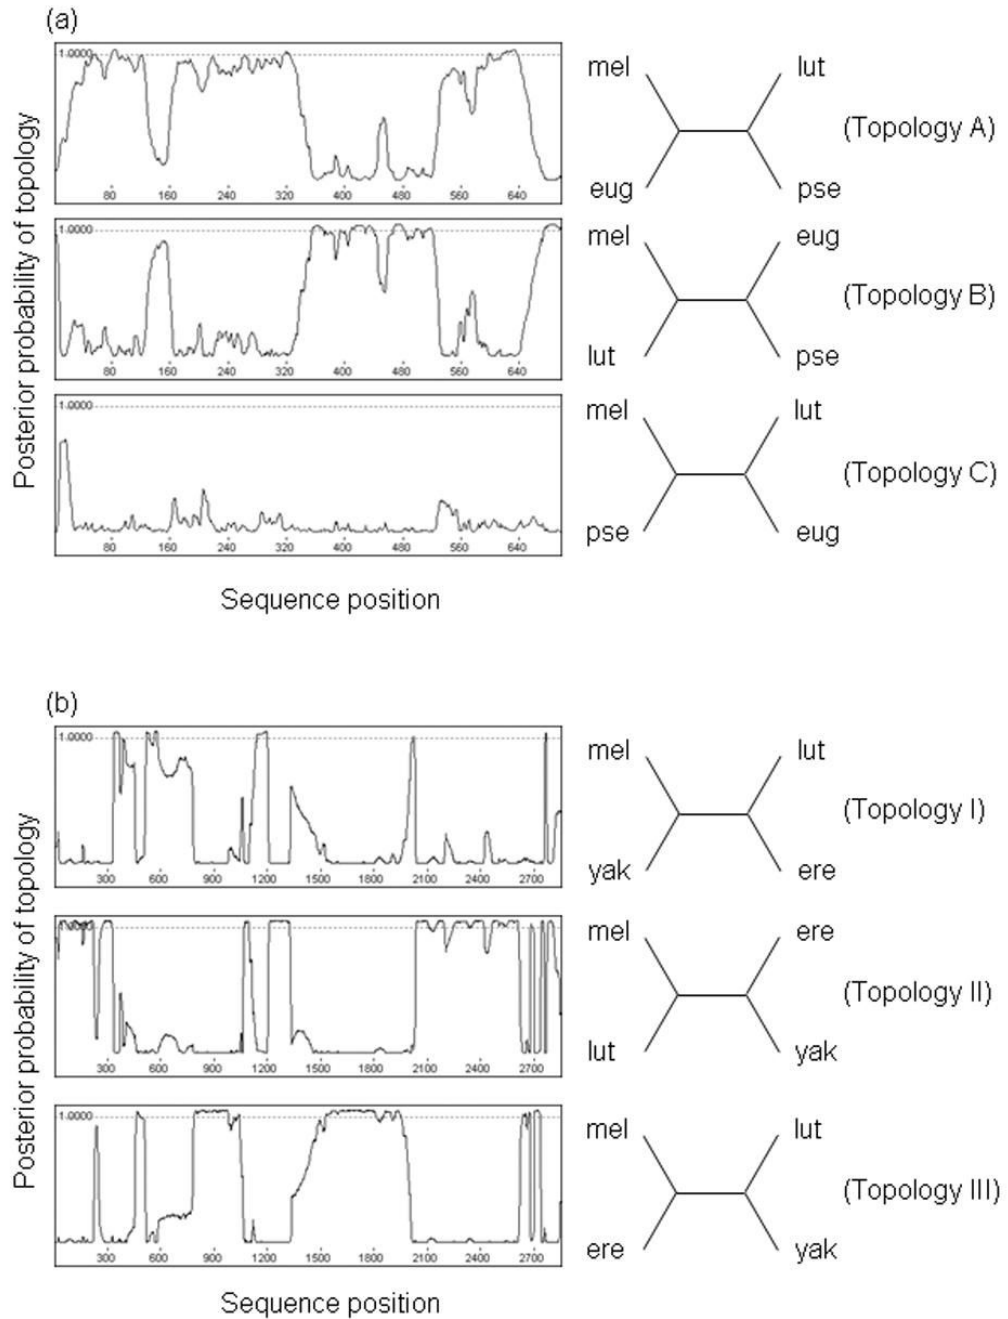 (a)
Posterior probability of topology
1.0000
80 160 240 320 400 480 560 640
mel lut
(Topology A)
eug pse
1.0000
80 160 240 320 400 480 560 640
mel eug
(Topology B)
lut pse
1.0000
80 160 240 320 400 480 560 640
mel lut
(Topology C)
pse eug
Sequence position
(b)
Posterior probability of topology
1.0000
300 600 900 1200 1500 1800 2100 2400 2700
mel lut
(Topology I)
yak ere
300 600 900 1200 1500 1800 2100 2400 2700
mel ere
(Topology II)
lut yak
1.0000
300 600 900 1200 1500 1800 2100 2400 2700
mel lut
(Topology III)
ere yak
Sequence position